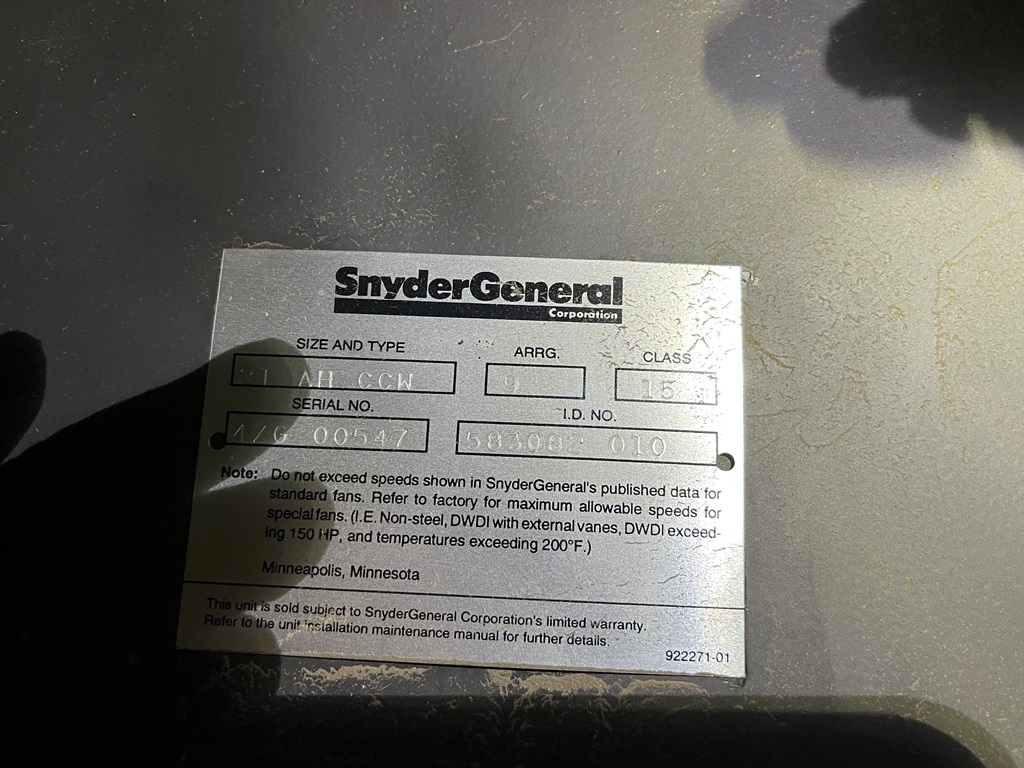 SnyderGeneral
Corporation
SIZE AND TYPE ARRG. CLASS
AH CCW 9 15
SERIAL NO. I.D. NO.
00547 583082 010
Note: Do not exceed speeds shown in SnyderGeneral's published data for
standard fans. Refer to factory for maximum allowable speeds for
special fans. (I.E. Non-steel, DWDI with external vanes, DWDI exceed-
ing 150 HP, and temperatures exceeding 200°F.)
Minneapolis, Minnesota
This unit is sold subject to SnyderGeneral Corporation's limited warranty.
Refer to the unit installation maintenance manual for further details.
922271-01